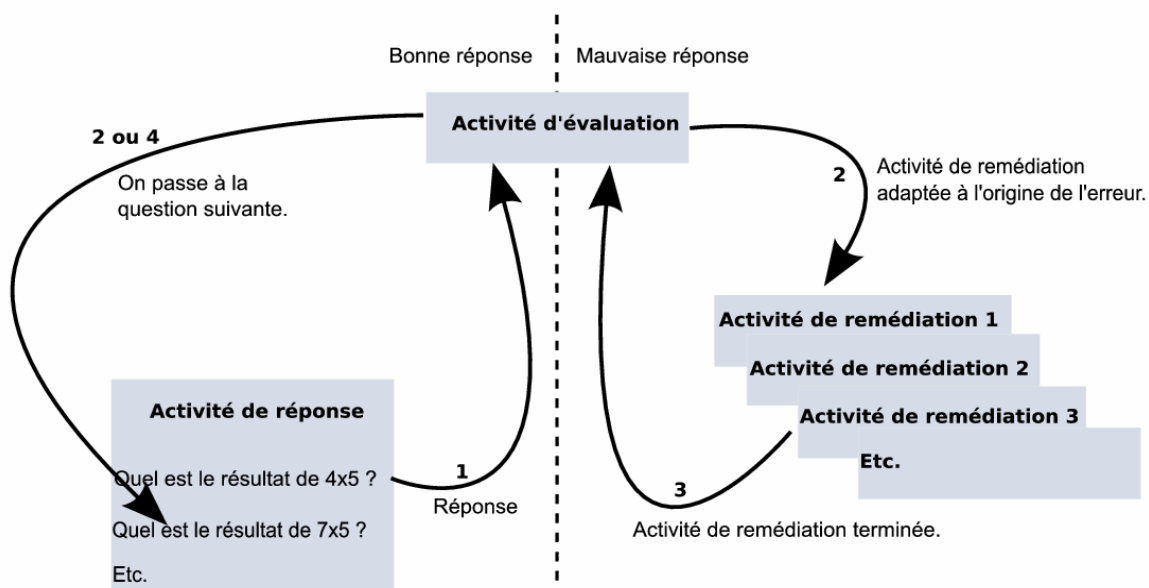 Bonne réponse
Mauvaise réponse
Activité d'évaluation
2 ou 4
On passe à la
question suivante.
2
Activité de remédiation
adaptée à l'origine de l'erreur.
Activité de remédiation 1
Activité de remédiation 2
Activité de remédiation 3
Etc.
Activité de réponse
Quel est le résultat de 4x5 ?
Quel est le résultat de 7x5 ?
Etc.
1
Réponse
3
Activité de remédiation terminée.